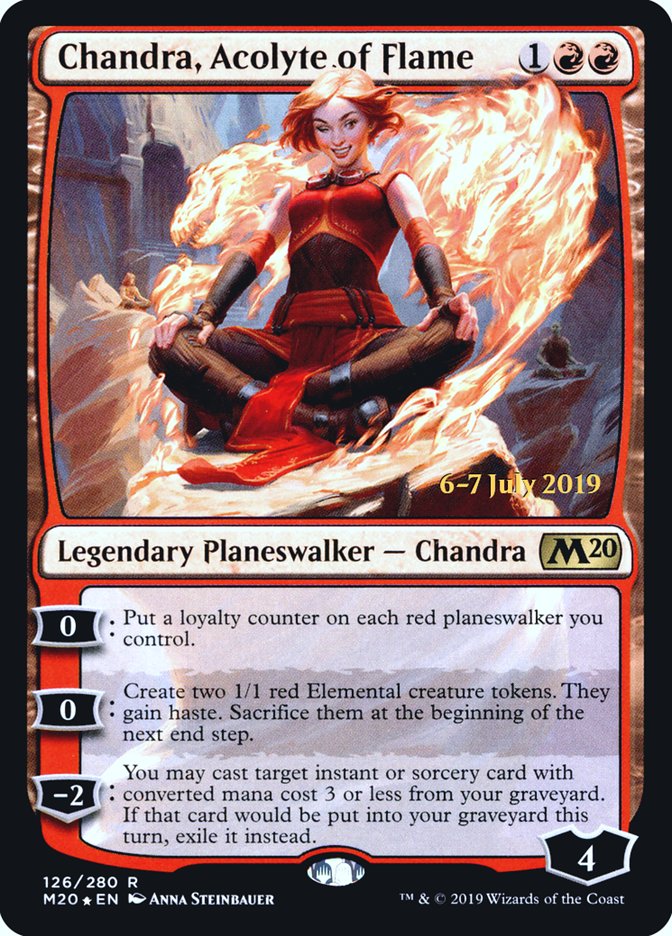 Chandra, Acolyte of Flame 1
6–7 July 2019
Legendary Planeswalker — Chandra M20
0 : Put a loyalty counter on each red planeswalker you
control.
0 : Create two 1/1 red Elemental creature tokens. They
gain haste. Sacrifice them at the beginning of the
next end step.
−2 : You may cast target instant or sorcery card with
converted mana cost 3 or less from your graveyard.
If that card would be put into your graveyard this
turn, exile it instead.
4
126/280 R
M20★EN Anna Steinbauer
™ & © 2019 Wizards of the Coast